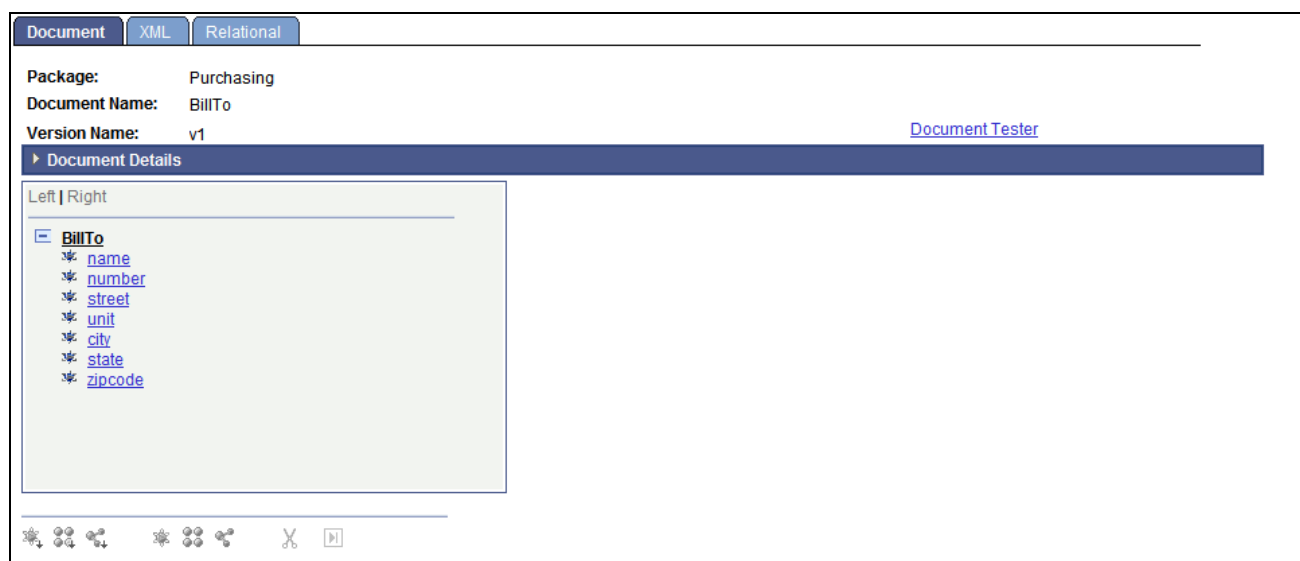 Document XML Relational
Package: Purchasing
Document Name: BillTo
Version Name: v1 Document Tester
Document Details
Left | Right
BillTo
name
number
street
unit
city
state
zipcode